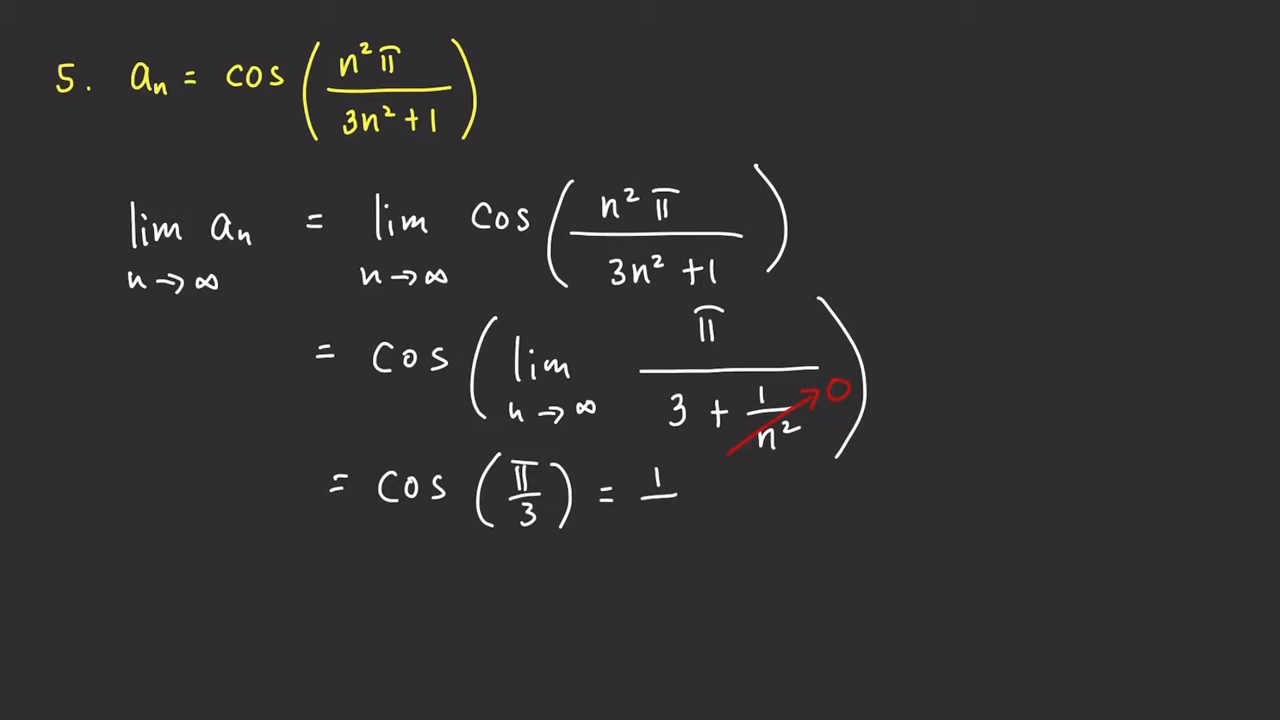 5. aₙ = cos( n²π / (3n²+1) )
lim n→∞ aₙ = lim n→∞ cos( n²π / (3n²+1) )
= cos( lim n→∞ π / (3 + 1/n²) ) 0
= cos( π/3 ) = 1/